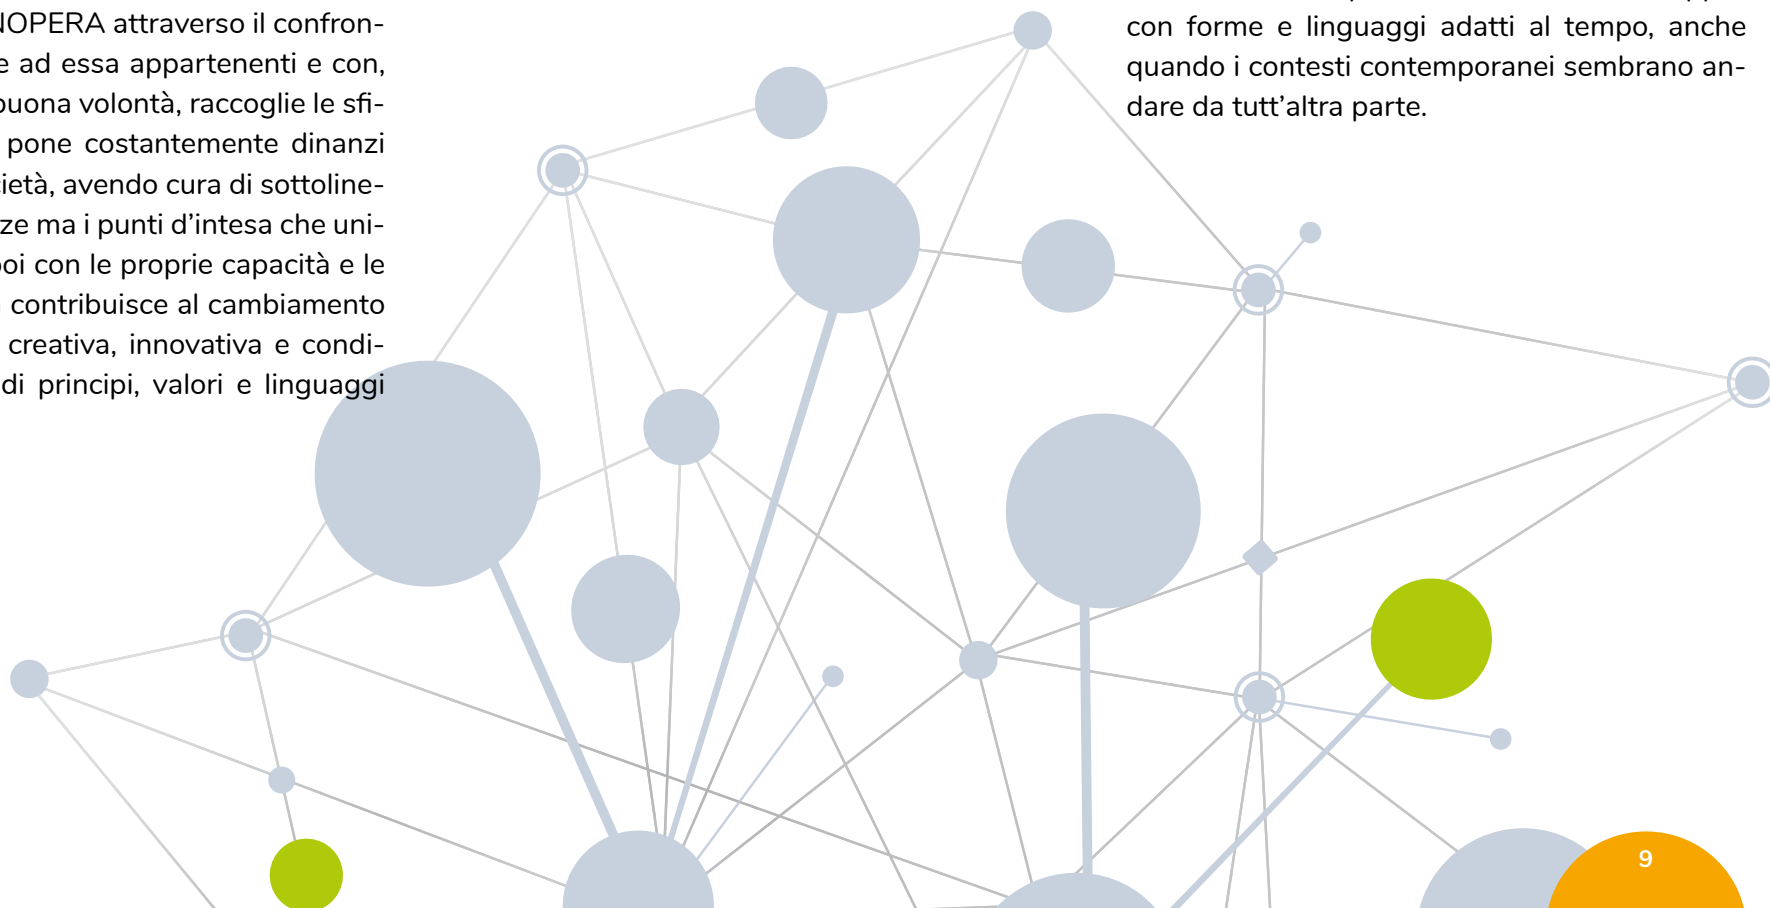 NOPERA attraverso il confron-
e ad essa appartenenti e con,
buona volontà, raccoglie le sfi-
pone costantemente dinanzi
cietà, avendo cura di sottoline-
ze ma i punti d'intesa che uni-
poi con le proprie capacità e le
contribuisce al cambiamento
creativa, innovativa e condi-
di principi, valori e linguaggi
con forme e linguaggi adatti al tempo, anche
quando i contesti contemporanei sembrano an-
dare da tutt'altra parte.
9